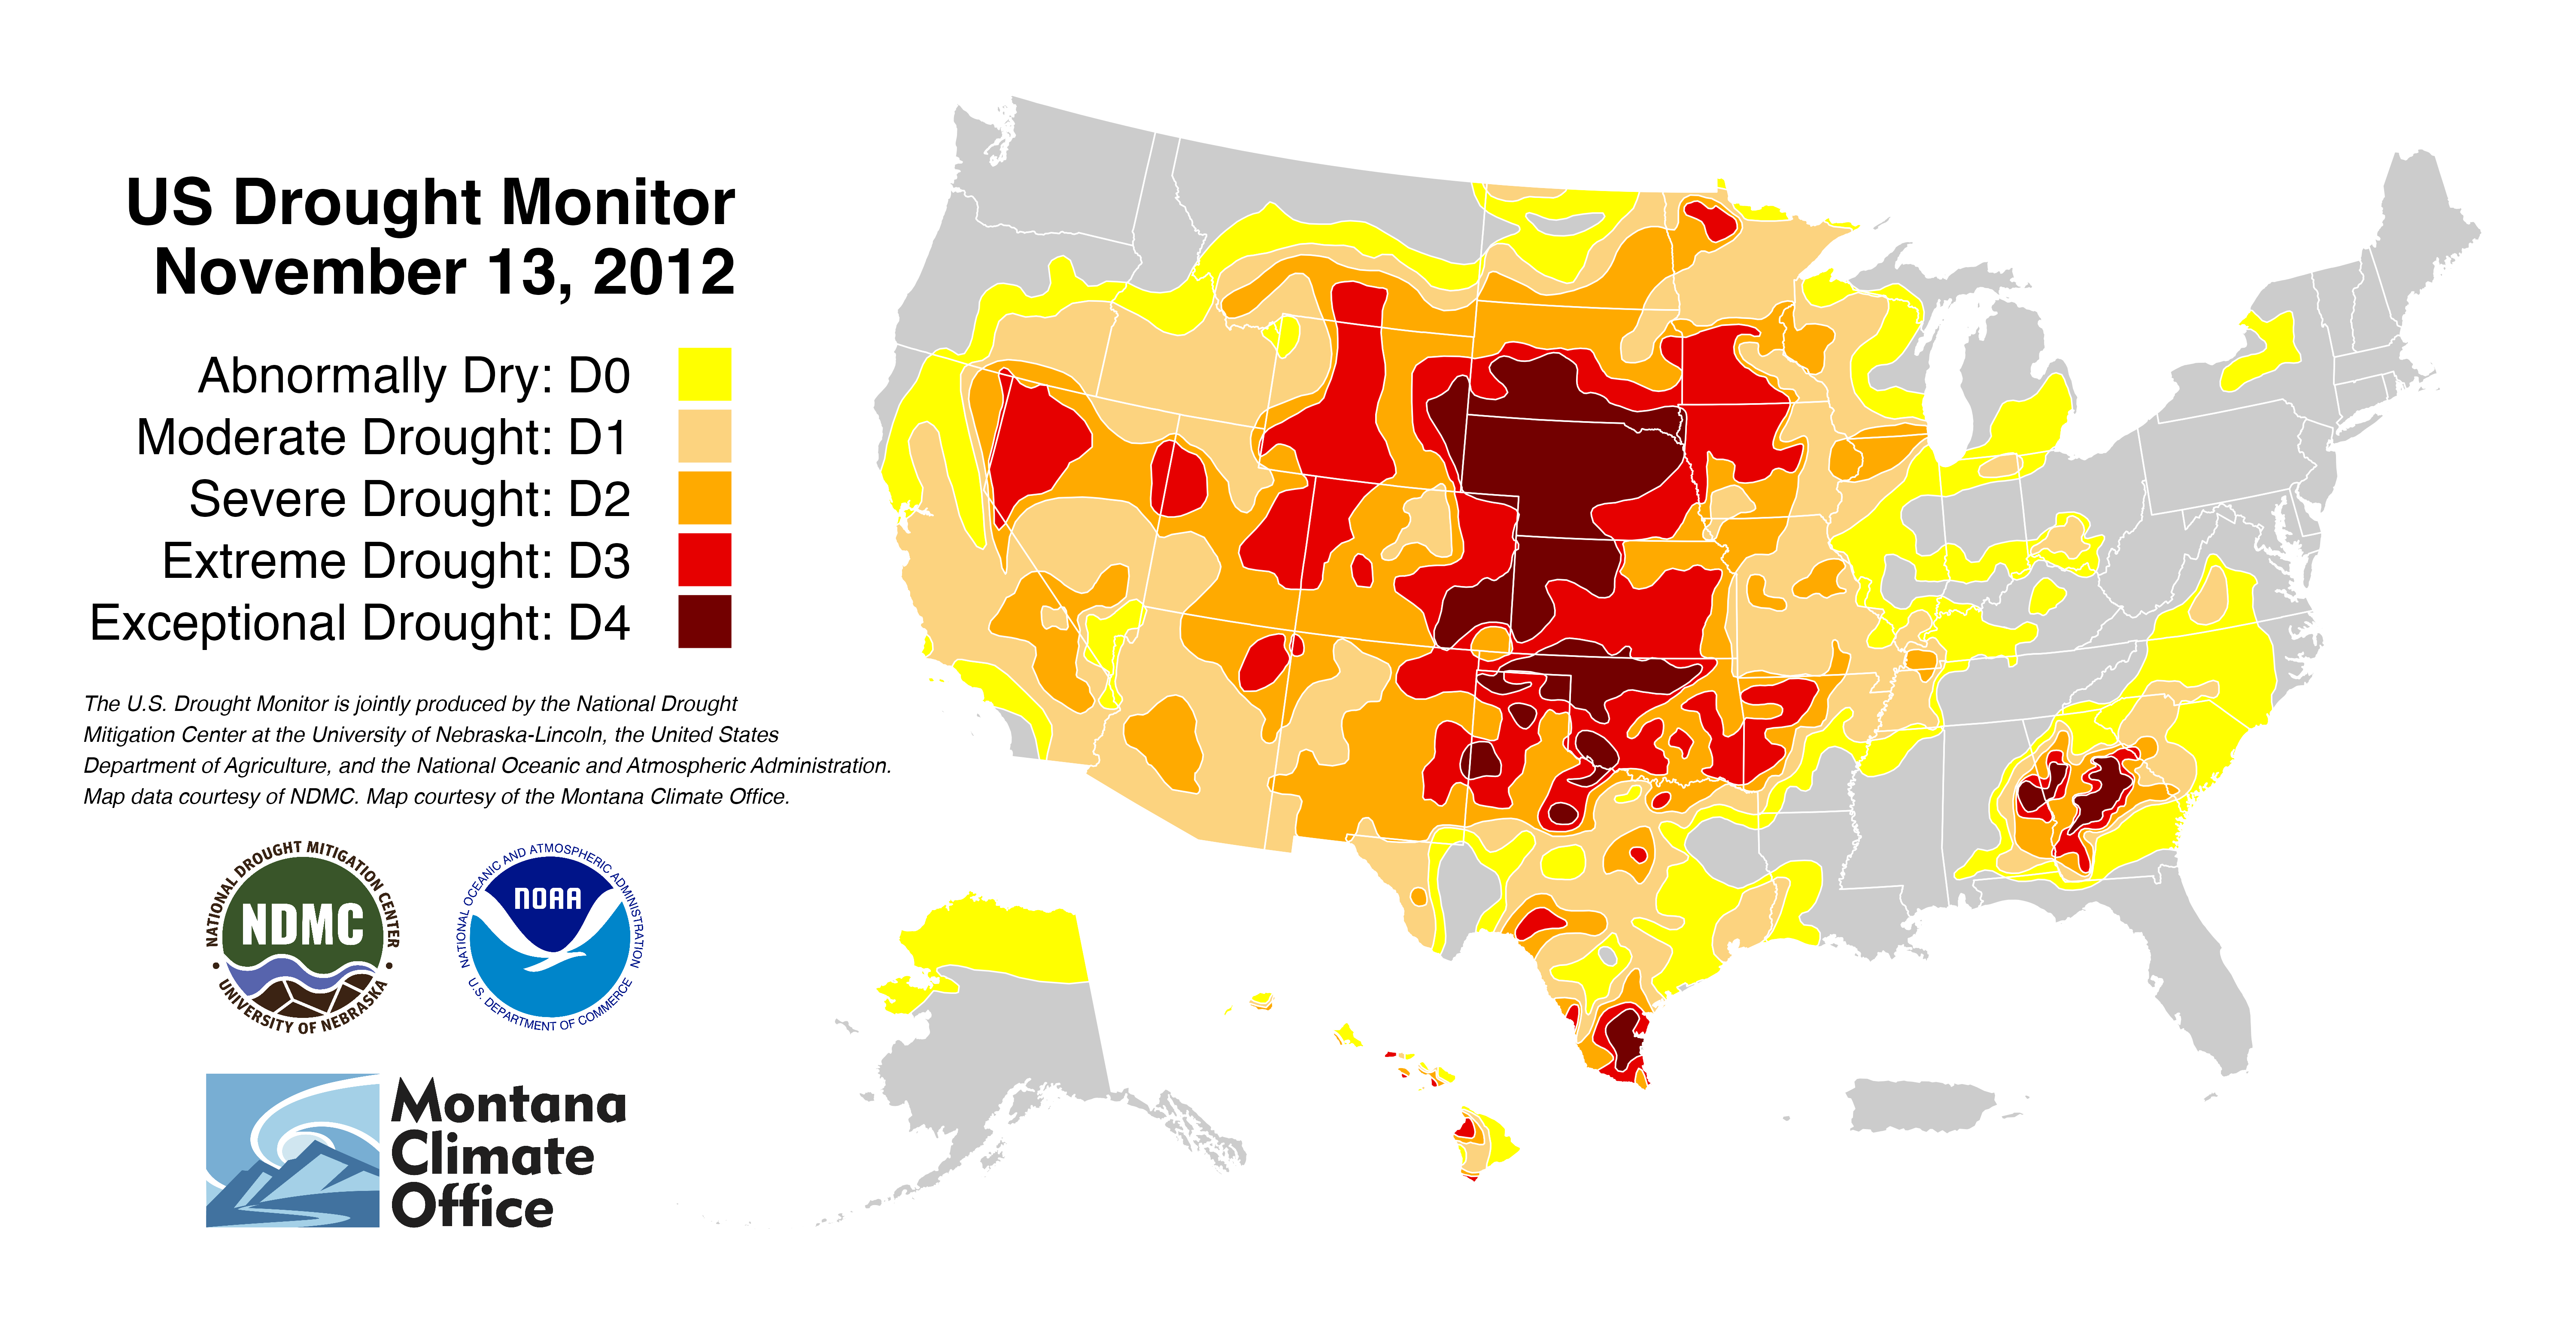 US Drought Monitor
November 13, 2012
Abnormally Dry: D0
Moderate Drought: D1
Severe Drought: D2
Extreme Drought: D3
Exceptional Drought: D4
The U.S. Drought Monitor is jointly produced by the National Drought
Mitigation Center at the University of Nebraska-Lincoln, the United States
Department of Agriculture, and the National Oceanic and Atmospheric Administration.
Map data courtesy of NDMC. Map courtesy of the Montana Climate Office.
NATIONAL DROUGHT MITIGATION CENTER
NDMC
• UNIVERSITY OF NEBRASKA •
NATIONAL OCEANIC AND ATMOSPHERIC ADMINISTRATION
NOAA
U.S. DEPARTMENT OF COMMERCE
Montana
Climate
Office